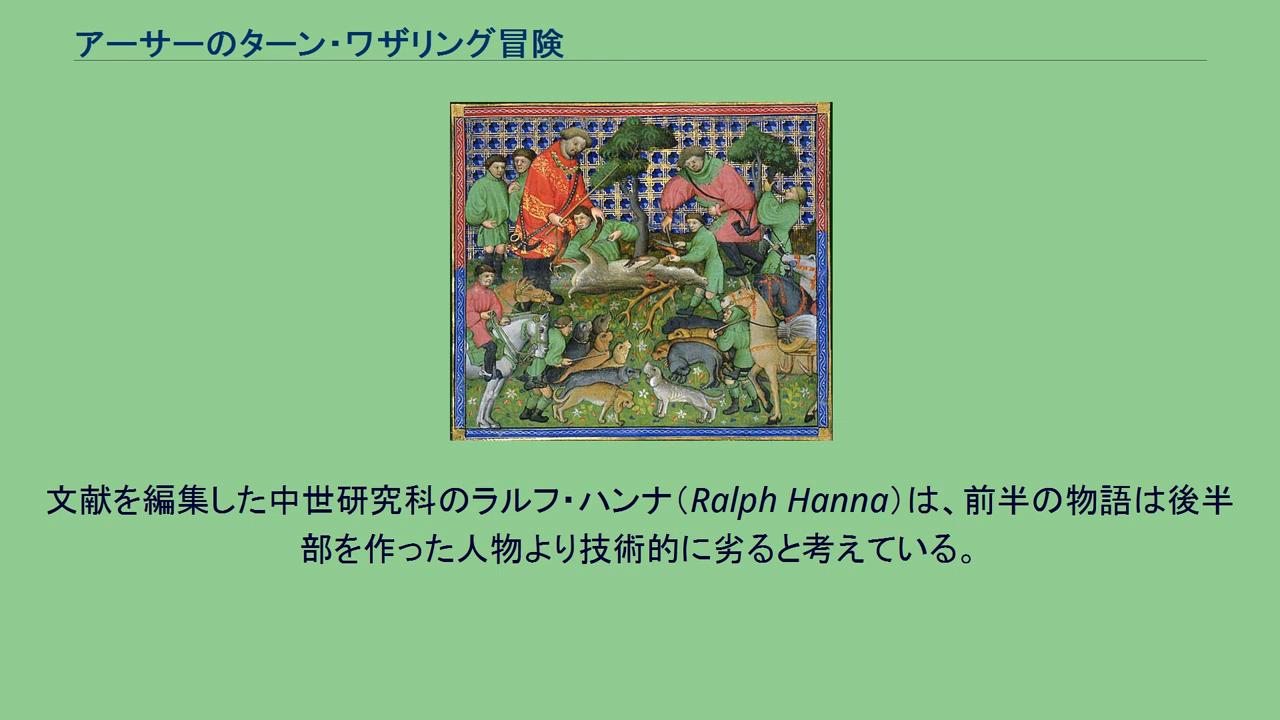 アーサーのターン・ワザリング冒険
文献を編集した中世研究科のラルフ・ハンナ（Ralph Hanna）は、前半の物語は後半
部を作った人物より技術的に劣ると考えている。